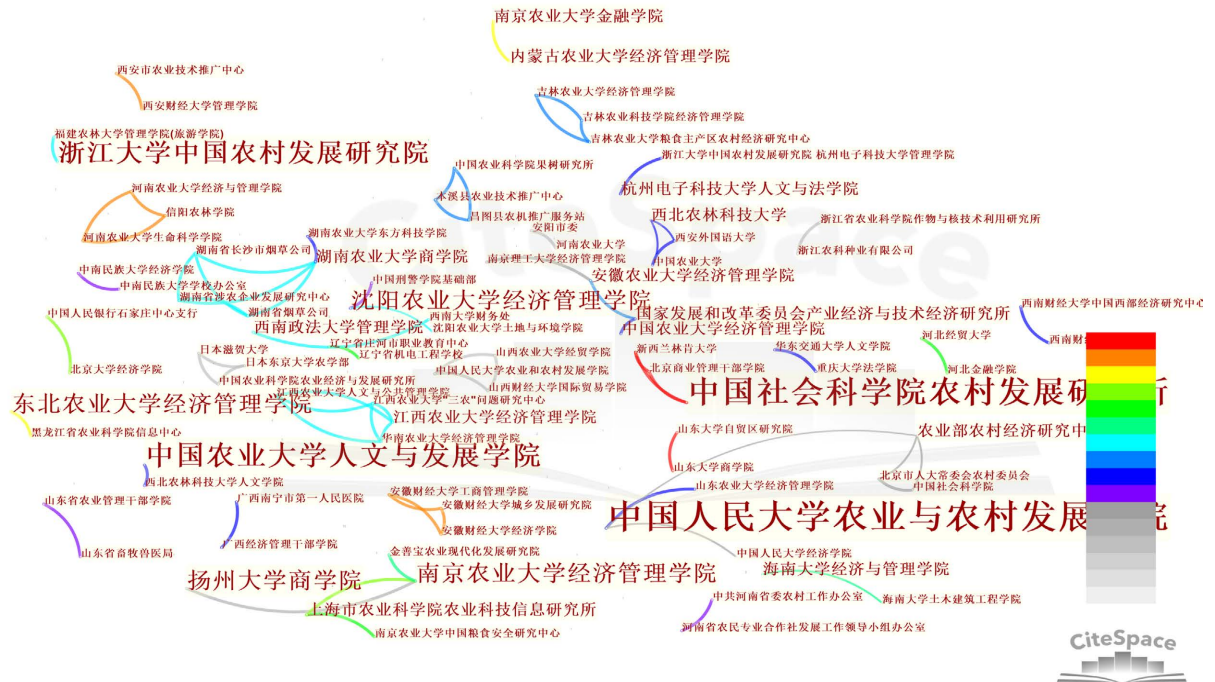 南京农业大学金融学院
内蒙古农业大学经济管理学院
西安市农业技术推广中心
西安财经大学管理学院
吉林农业大学经济管理学院
吉林农业科技学院经济管理学院
吉林农业大学粮食主产区农村经济研究中心
福建农林大学管理学院(旅游学院)
浙江大学中国农村发展研究院
浙江大学中国农村发展研究院 杭州电子科技大学管理学院
中国农业科学院果树研究所
河南农业大学经济与管理学院
本溪县农业技术推广中心
杭州电子科技大学人文与法学院
信阳农林学院
昌图县农机推广服务站
西北农林科技大学
浙江省农业科学院作物与核技术利用研究所
安阳市委
河南农业大学生命科学学院
湖南农业大学东方科技学院
河南农业大学
西安外国语大学
湖南省长沙市烟草公司
湖南农业大学商学院
南京理工大学经济管理学院
中国农业大学
浙江农科种业有限公司
中南民族大学经济学院
安徽农业大学经济管理学院
中国刑警学院基础部
中南民族大学学校办公室
湖南省涉农企业发展研究中心
沈阳农业大学经济管理学院
西南财经大学中国西部经济研究中心
中国人民银行石家庄中心支行
湖南省烟草公司
西南大学财务处
国家发展和改革委员会产业经济与技术经济研究所
西南政法大学管理学院
沈阳农业大学土地与环境学院
中国农业大学经济管理学院
河北经贸大学
西南财
辽宁省庄河市职业教育中心
日本滋贺大学
辽宁省机电工程学校
山西农业大学经贸学院
新西兰林肯大学
华东交通大学人文学院
日本东京大学农学部
北京大学经济学院
中国人民大学农业和农村发展学院
北京商业管理干部学院
重庆大学法学院
河北金融学院
中国农业科学院农业经济与发展研究所
山西财经大学国际贸易学院
中国社会科学院农村发展研
所
江西农业大学人文与公共管理学院
江西农业大学"三农"问题研究中心
东北农业大学经济管理学院
江西农业大学经济管理学院
黑龙江省农业科学院信息中心
华南农业大学经济管理学院
山东大学自贸区研究院
农业部农村经济研究中
中国农业大学人文与发展学院
山东大学商学院
北京市人大常委会农村委员会
西北农林科技大学人文学院
山东农业大学经济管理学院
中国社会科学院
山东省农业管理干部学院
广西南宁市第一人民医院
安徽财经大学工商管理学院
安徽财经大学城乡发展研究院
中国人民大学农业与农村发展
院
安徽财经大学经济学院
广西经济管理干部学院
山东省畜牧兽医局
金善宝农业现代化发展研究院
中国人民大学经济学院
扬州大学商学院
南京农业大学经济管理学院
海南大学经济与管理学院
中共河南省委农村工作办公室
海南大学土木建筑工程学院
上海市农业科学院农业科技信息研究所
南京农业大学中国粮食安全研究中心
河南省农民专业合作社发展工作领导小组办公室
CiteSpace
CiteSpace